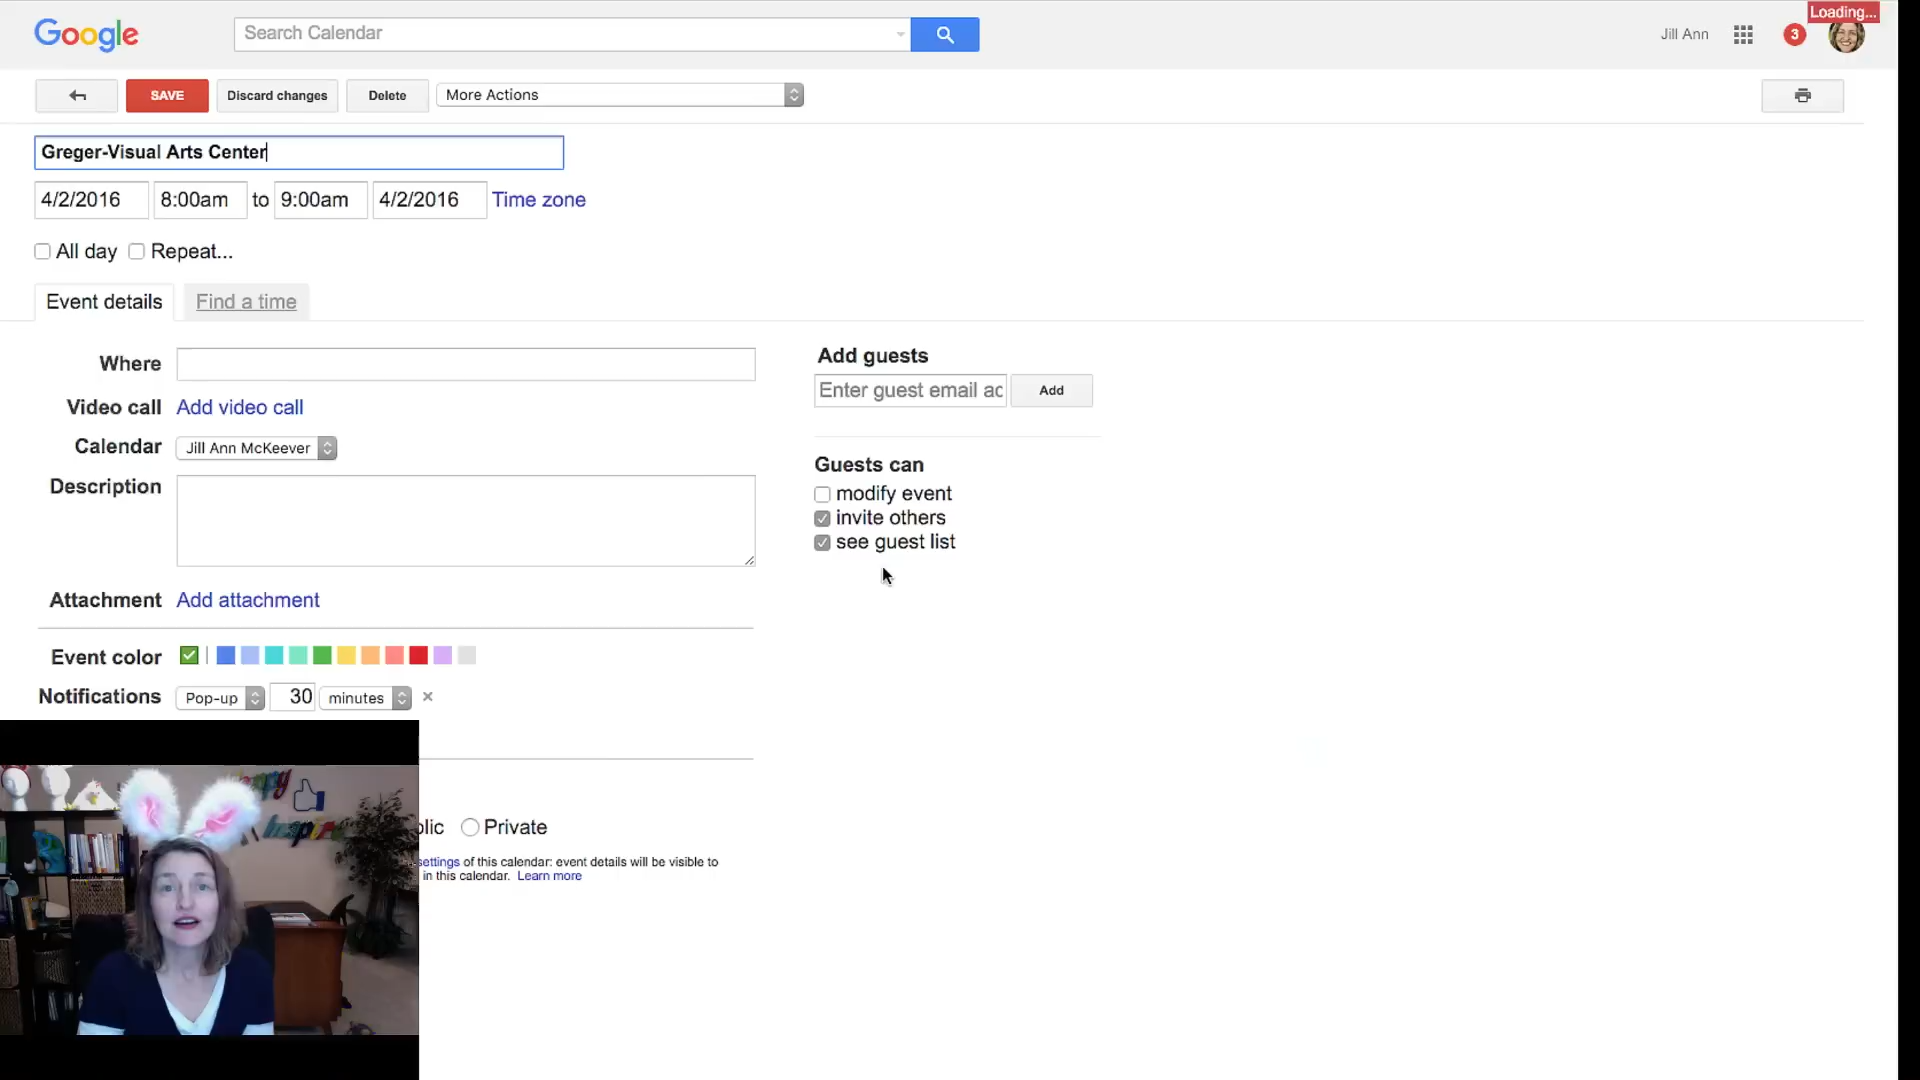 Loading...
Google
Search Calendar
Jill Ann
3
SAVE
Discard changes
Delete
More Actions
Greger-Visual Arts Center
4/2/2016
8:00am
to
9:00am
4/2/2016
Time zone
All day
Repeat...
Event details
Find a time
Where
Video call
Add video call
Calendar
Jill Ann McKeever
Description
Attachment
Add attachment
Event color
Notifications
Pop-up
30
minutes
×
Add guests
Enter guest email ac
Add
Guests can
modify event
invite others
see guest list
olic
Private
settings of this calendar: event details will be visible to
in this calendar. Learn more